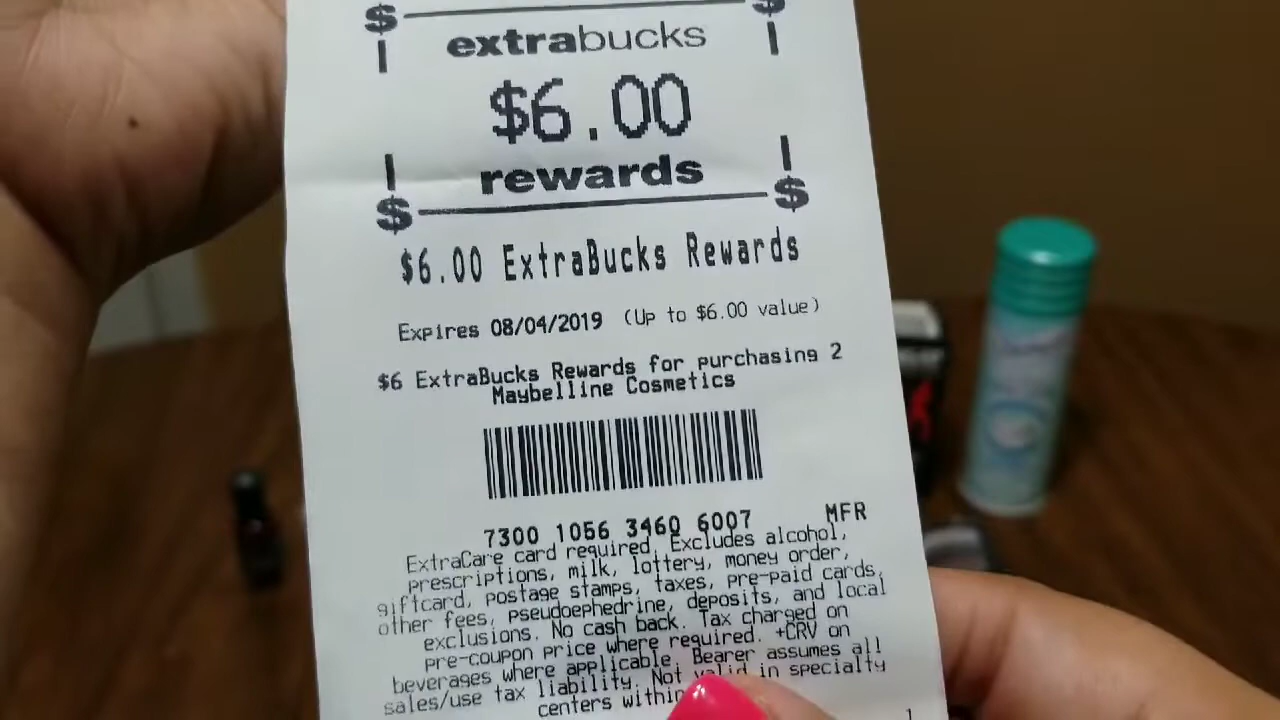 extrabucks
$6.00
rewards
$6.00 ExtraBucks Rewards
Expires 08/04/2019 (Up to $6.00 value)
$6 ExtraBucks Rewards for purchasing 2
Maybelline Cosmetics
7300 1056 3460 6007 MFR
ExtraCare card required. Excludes alcohol,
prescriptions, milk, lottery, money order,
giftcard, postage stamps, taxes, pre-paid cards,
other fees, pseudoephedrine, deposits, and local
exclusions. No cash back. Tax charged on
pre-coupon price where required. +CRV on
beverages where applicable. Bearer assumes all
sales/use tax liability. Not valid in specialty
centers within